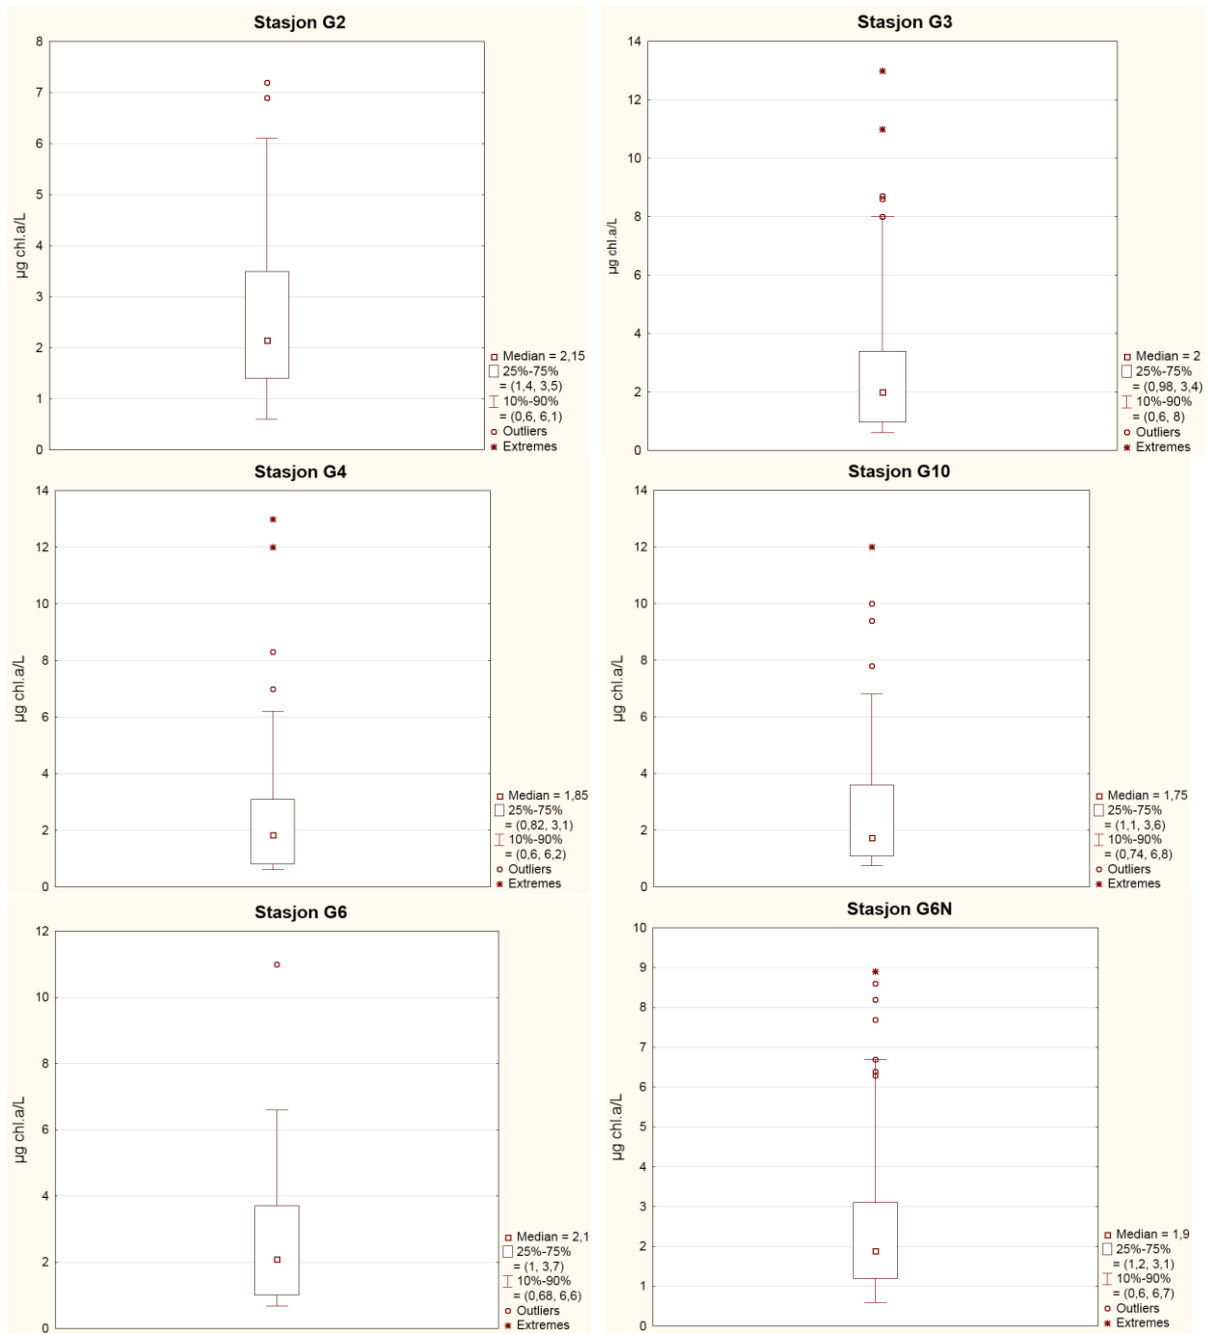 Stasjon G2
8
7
6
5
4
3
2
1
0
µg chl.a/L
Median = 2,15
25%-75%
= (1,4, 3,5)
10%-90%
= (0,6, 6,1)
Outliers
Extremes
Stasjon G3
14
12
10
8
6
4
2
0
µg chl.a/L
Median = 2
25%-75%
= (0,98, 3,4)
10%-90%
= (0,6, 8)
Outliers
Extremes
Stasjon G4
14
12
10
8
6
4
2
0
µg chl.a/L
Median = 1,85
25%-75%
= (0,82, 3,1)
10%-90%
= (0,6, 6,2)
Outliers
Extremes
Stasjon G10
14
12
10
8
6
4
2
0
µg chl.a/L
Median = 1,75
25%-75%
= (1,1, 3,6)
10%-90%
= (0,74, 6,8)
Outliers
Extremes
Stasjon G6
12
10
8
6
4
2
0
µg chl.a/L
Median = 2,1
25%-75%
= (1, 3,7)
10%-90%
= (0,68, 6,6)
Outliers
Extremes
Stasjon G6N
10
9
8
7
6
5
4
3
2
1
0
µg chl.a/L
Median = 1,9
25%-75%
= (1,2, 3,1)
10%-90%
= (0,6, 6,7)
Outliers
Extremes